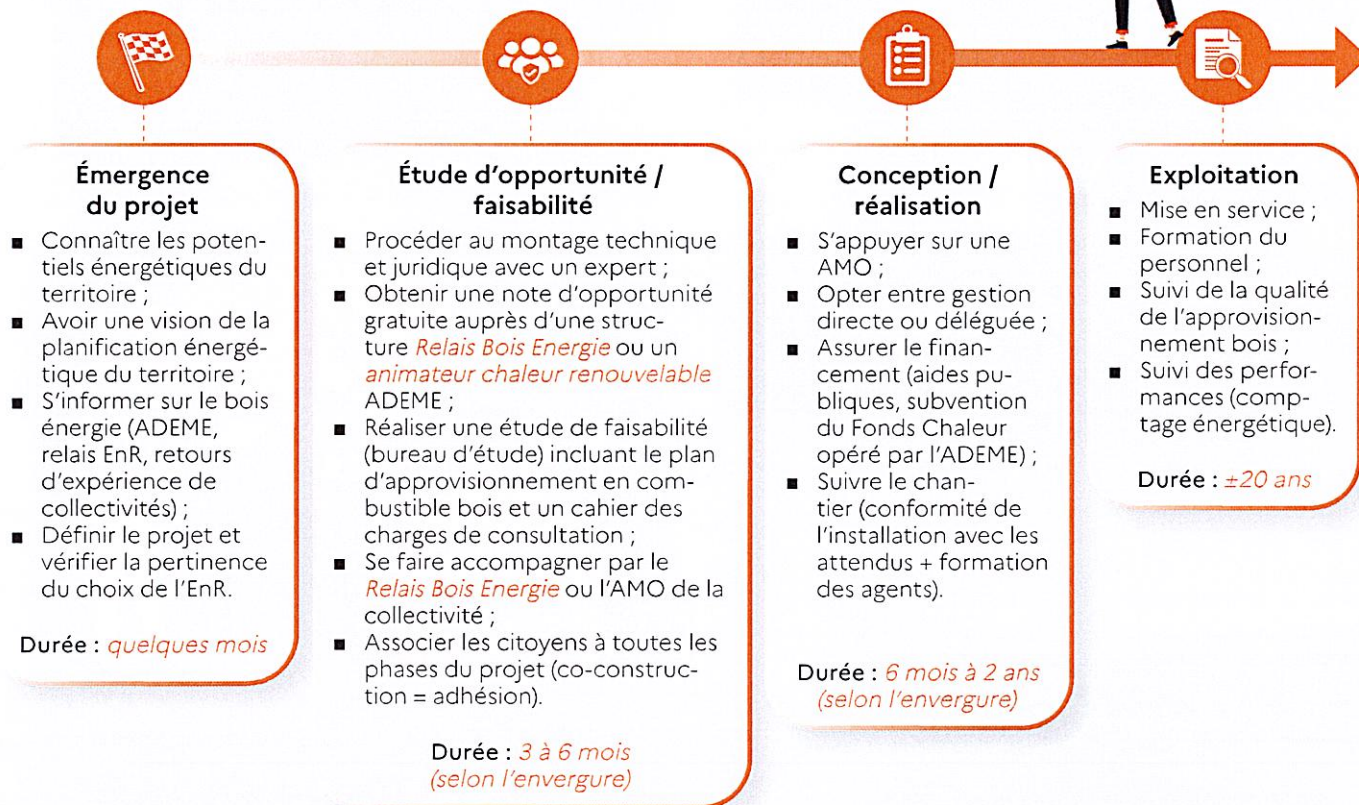 Émergence
du projet
■ Connaître les poten-
tiels énergétiques du
territoire ;
■ Avoir une vision de la
planification énergé-
tique du territoire ;
■ S'informer sur le bois
énergie (ADEME,
relais EnR, retours
d'expérience de
collectivités) ;
■ Définir le projet et
vérifier la pertinence
du choix de l'EnR.
Durée : quelques mois
Étude d'opportunité /
faisabilité
■ Procéder au montage technique
et juridique avec un expert ;
■ Obtenir une note d'opportunité
gratuite auprès d'une struc-
ture Relais Bois Energie ou un
animateur chaleur renouvelable
ADEME ;
■ Réaliser une étude de faisabilité
(bureau d'étude) incluant le plan
d'approvisionnement en com-
bustible bois et un cahier des
charges de consultation ;
■ Se faire accompagner par le
Relais Bois Energie ou l'AMO de la
collectivité ;
■ Associer les citoyens à toutes les
phases du projet (co-construc-
tion = adhésion).
Durée : 3 à 6 mois
(selon l'envergure)
Conception /
réalisation
■ S'appuyer sur une
AMO ;
■ Opter entre gestion
directe ou déléguée ;
■ Assurer le finan-
cement (aides pu-
bliques, subvention
du Fonds Chaleur
opéré par l'ADEME) ;
■ Suivre le chan-
tier (conformité de
l'installation avec les
attendus + formation
des agents).
Durée : 6 mois à 2 ans
(selon l'envergure)
Exploitation
■ Mise en service ;
■ Formation du
personnel ;
■ Suivi de la qualité
de l'approvision-
nement bois ;
■ Suivi des perfor-
mances (comp-
tage énergétique).
Durée : ±20 ans